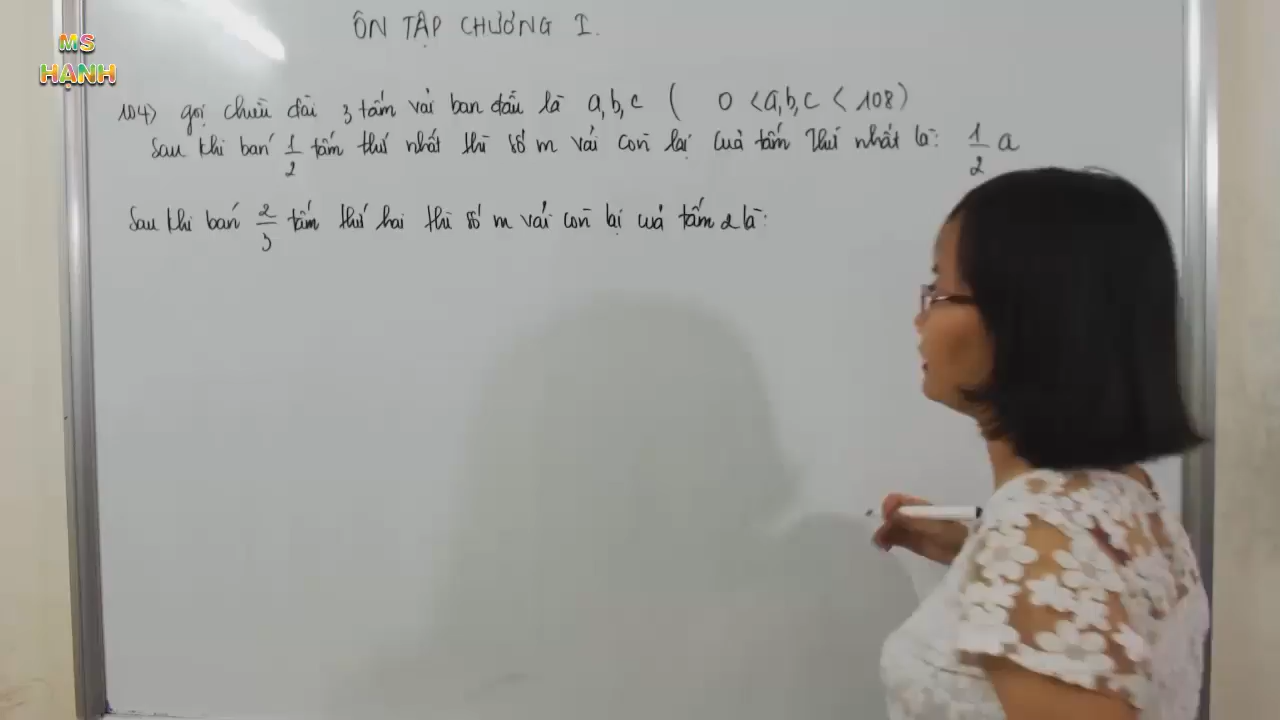 MS
HẠNH
ÔN TẬP CHƯƠNG I.
104) gọi chiều dài 3 tấm vải ban đầu là a, b, c ( 0 < a, b, c < 108)
Sau khi bán 1/2 tấm thứ nhất thì số m vải còn lại của tấm thứ nhất là: 1/2 a
Sau khi bán 2/3 tấm thứ hai thì số m vải còn lại của tấm 2 là: